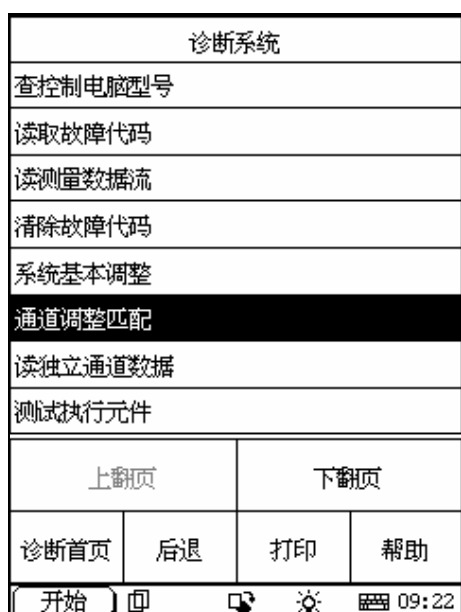 诊断系统
查控制电脑型号
读取故障代码
读测量数据流
清除故障代码
系统基本调整
通道调整匹配
读独立通道数据
测试执行元件
上翻页 下翻页
诊断首页 后退 打印 帮助
开始 09:22